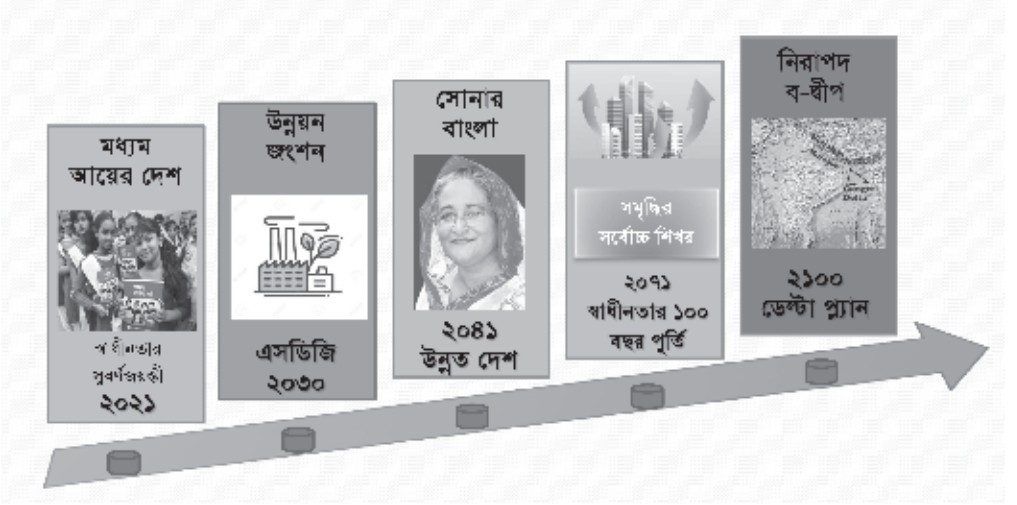 মধ্যম
আয়ের দেশ
স্বাধীনতার
সুবর্ণজয়ন্তী
২০২১
উন্নয়ন
জংশন
এসডিজি
২০৩০
সোনার
বাংলা
২০৪১
উন্নত দেশ
সমৃদ্ধির
সর্বোচ্চ শিখর
২০৭১
স্বাধীনতার ১০০
বছর পূর্তি
নিরাপদ
ব-দ্বীপ
২১০০
ডেল্টা প্ল্যান